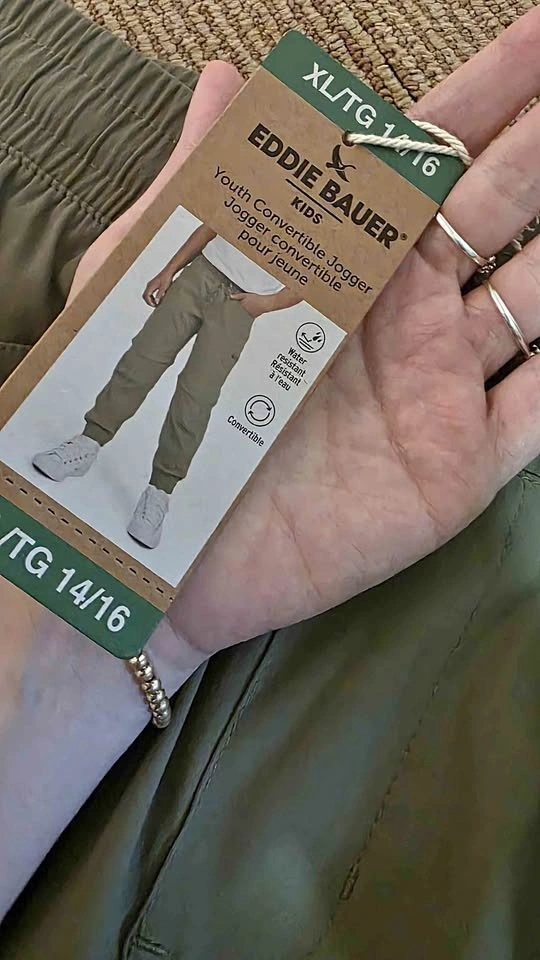 XL/TG 14/16
EDDIE BAUER®
KIDS
Youth Convertible Jogger
Jogger convertible
pour jeune
Water
resistant
Résistant
à l'eau
Convertible
/TG 14/16